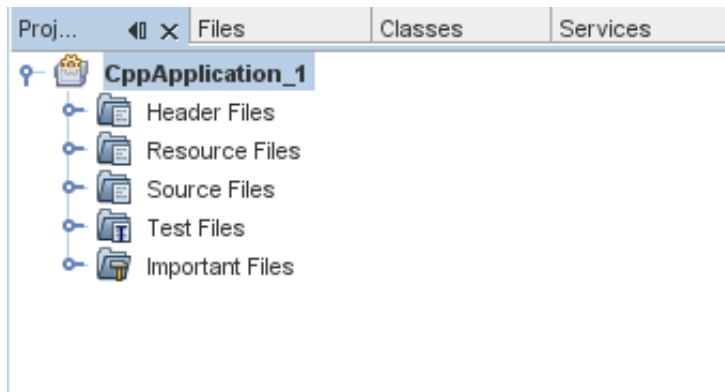 Proj... Files Classes Services
CppApplication_1
Header Files
Resource Files
Source Files
Test Files
Important Files